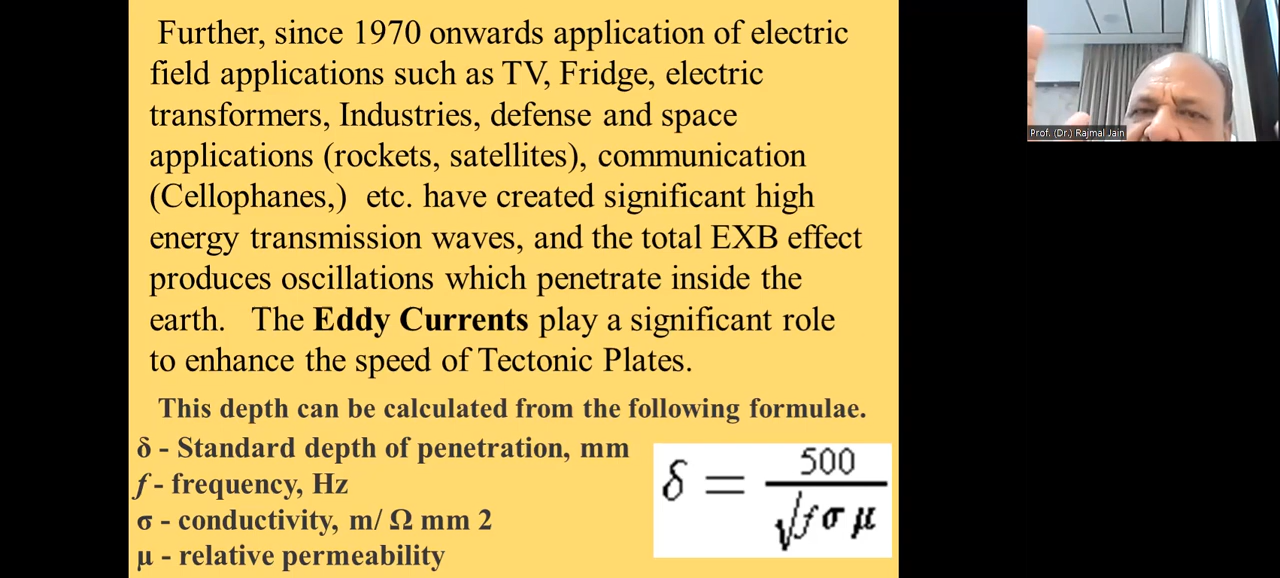 Further, since 1970 onwards application of electric
field applications such as TV, Fridge, electric
transformers, Industries, defense and space
applications (rockets, satellites), communication
(Cellophanes,) etc. have created significant high
energy transmission waves, and the total EXB effect
produces oscillations which penetrate inside the
earth. The Eddy Currents play a significant role
to enhance the speed of Tectonic Plates.
This depth can be calculated from the following formulae.
δ - Standard depth of penetration, mm
f - frequency, Hz
σ - conductivity, m/ Ω mm 2
μ - relative permeability
δ = 500 / √f σ μ
Prof. (Dr.) Rajmal Jain